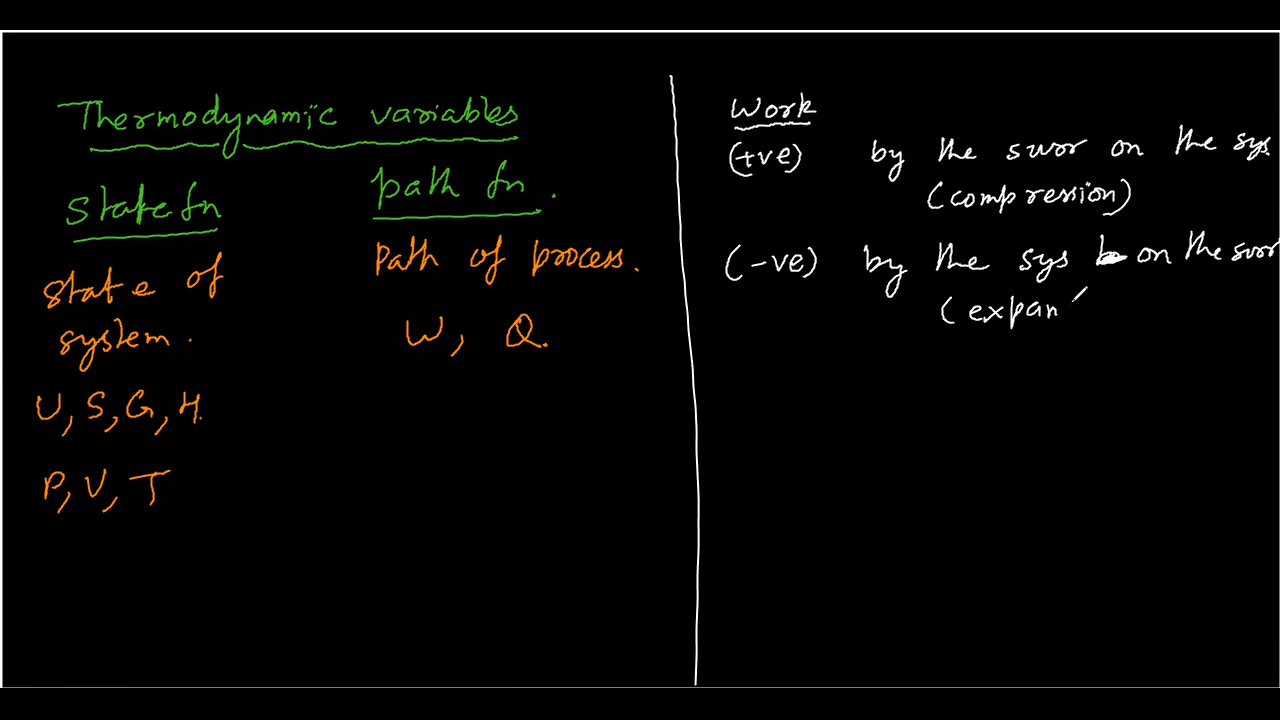 Thermodynamic variables
State fn
path fn.
state of
system.
Path of process.
W, Q.
U, S, G, H.
P, V, T
Work
(+ve) by the surr on the sys
(compression)
(-ve) by the sys on the surr
(expan